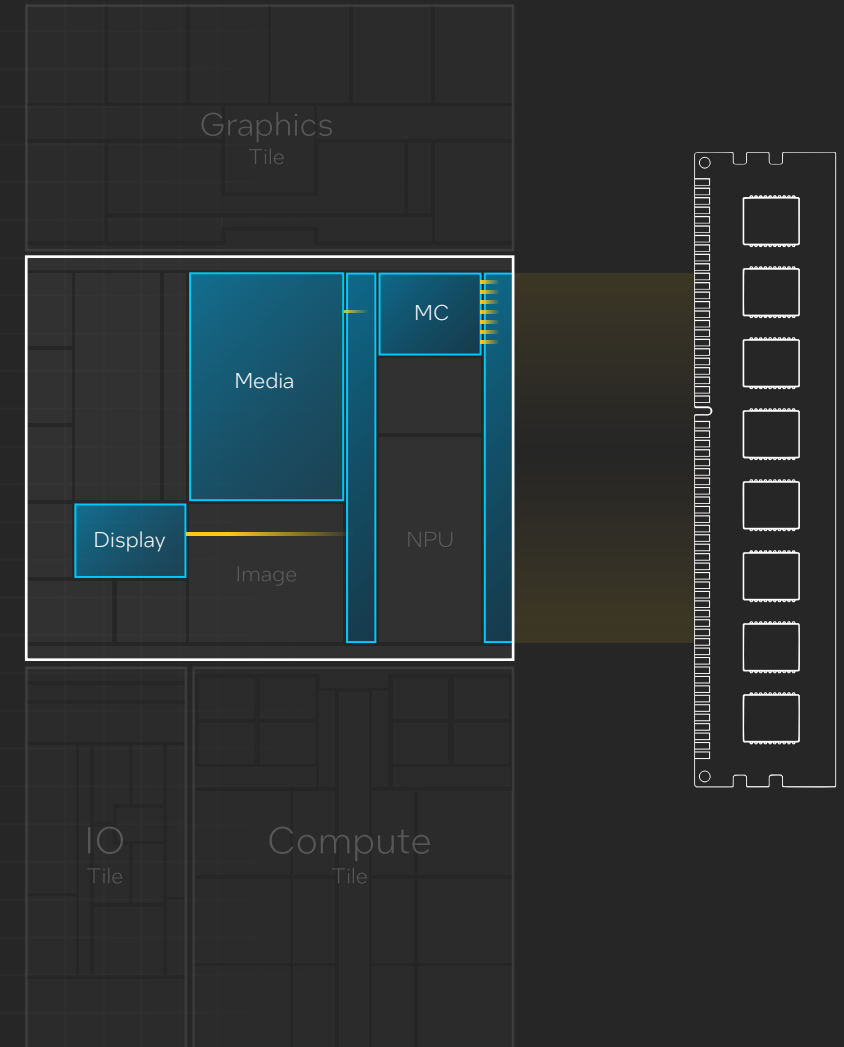 Graphics
Tile
MC
Media
Display
NPU
Image
IO
Tile
Compute
Tile